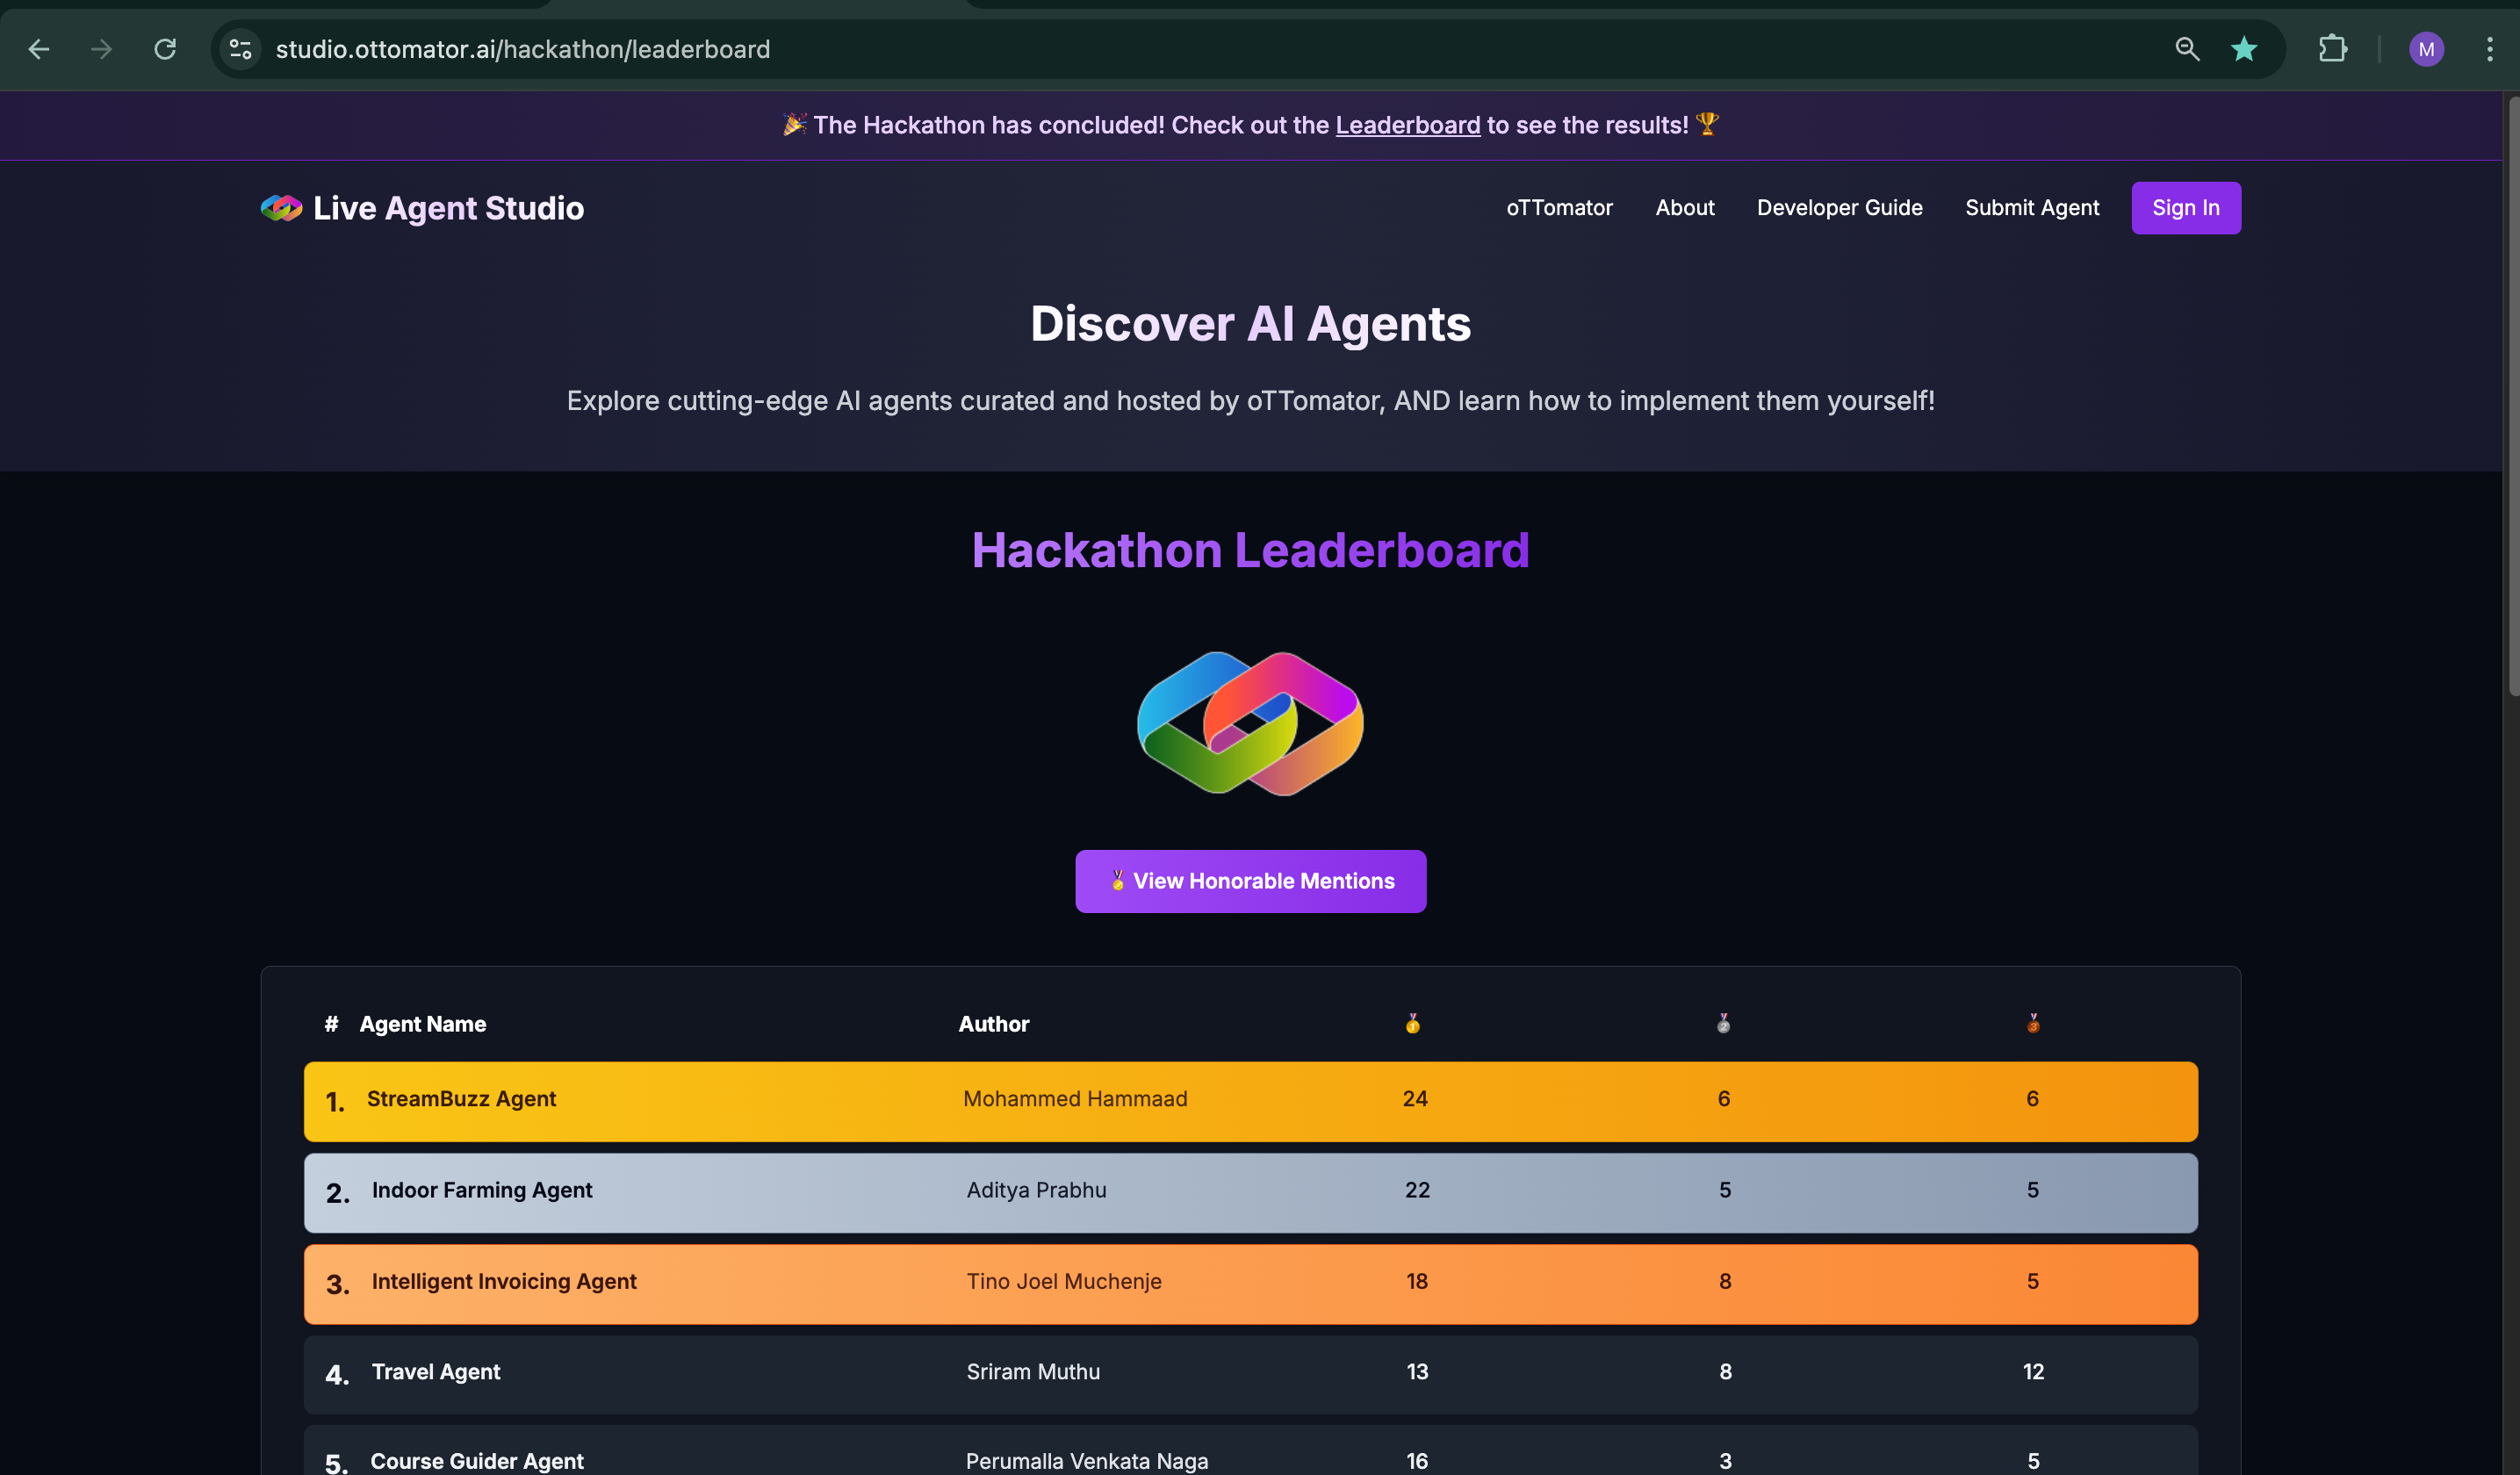 studio.ottomator.ai/hackathon/leaderboard
M
🎉 The Hackathon has concluded! Check out the Leaderboard to see the results! 🏆
Live Agent Studio
oTTomator About Developer Guide Submit Agent Sign In
Discover AI Agents
Explore cutting-edge AI agents curated and hosted by oTTomator, AND learn how to implement them yourself!
Hackathon Leaderboard
🏅 View Honorable Mentions
# Agent Name Author 🥇 🥈 🥉
1. StreamBuzz Agent Mohammed Hammaad 24 6 6
2. Indoor Farming Agent Aditya Prabhu 22 5 5
3. Intelligent Invoicing Agent Tino Joel Muchenje 18 8 5
4. Travel Agent Sriram Muthu 13 8 12
5. Course Guider Agent Perumalla Venkata Naga 16 3 5